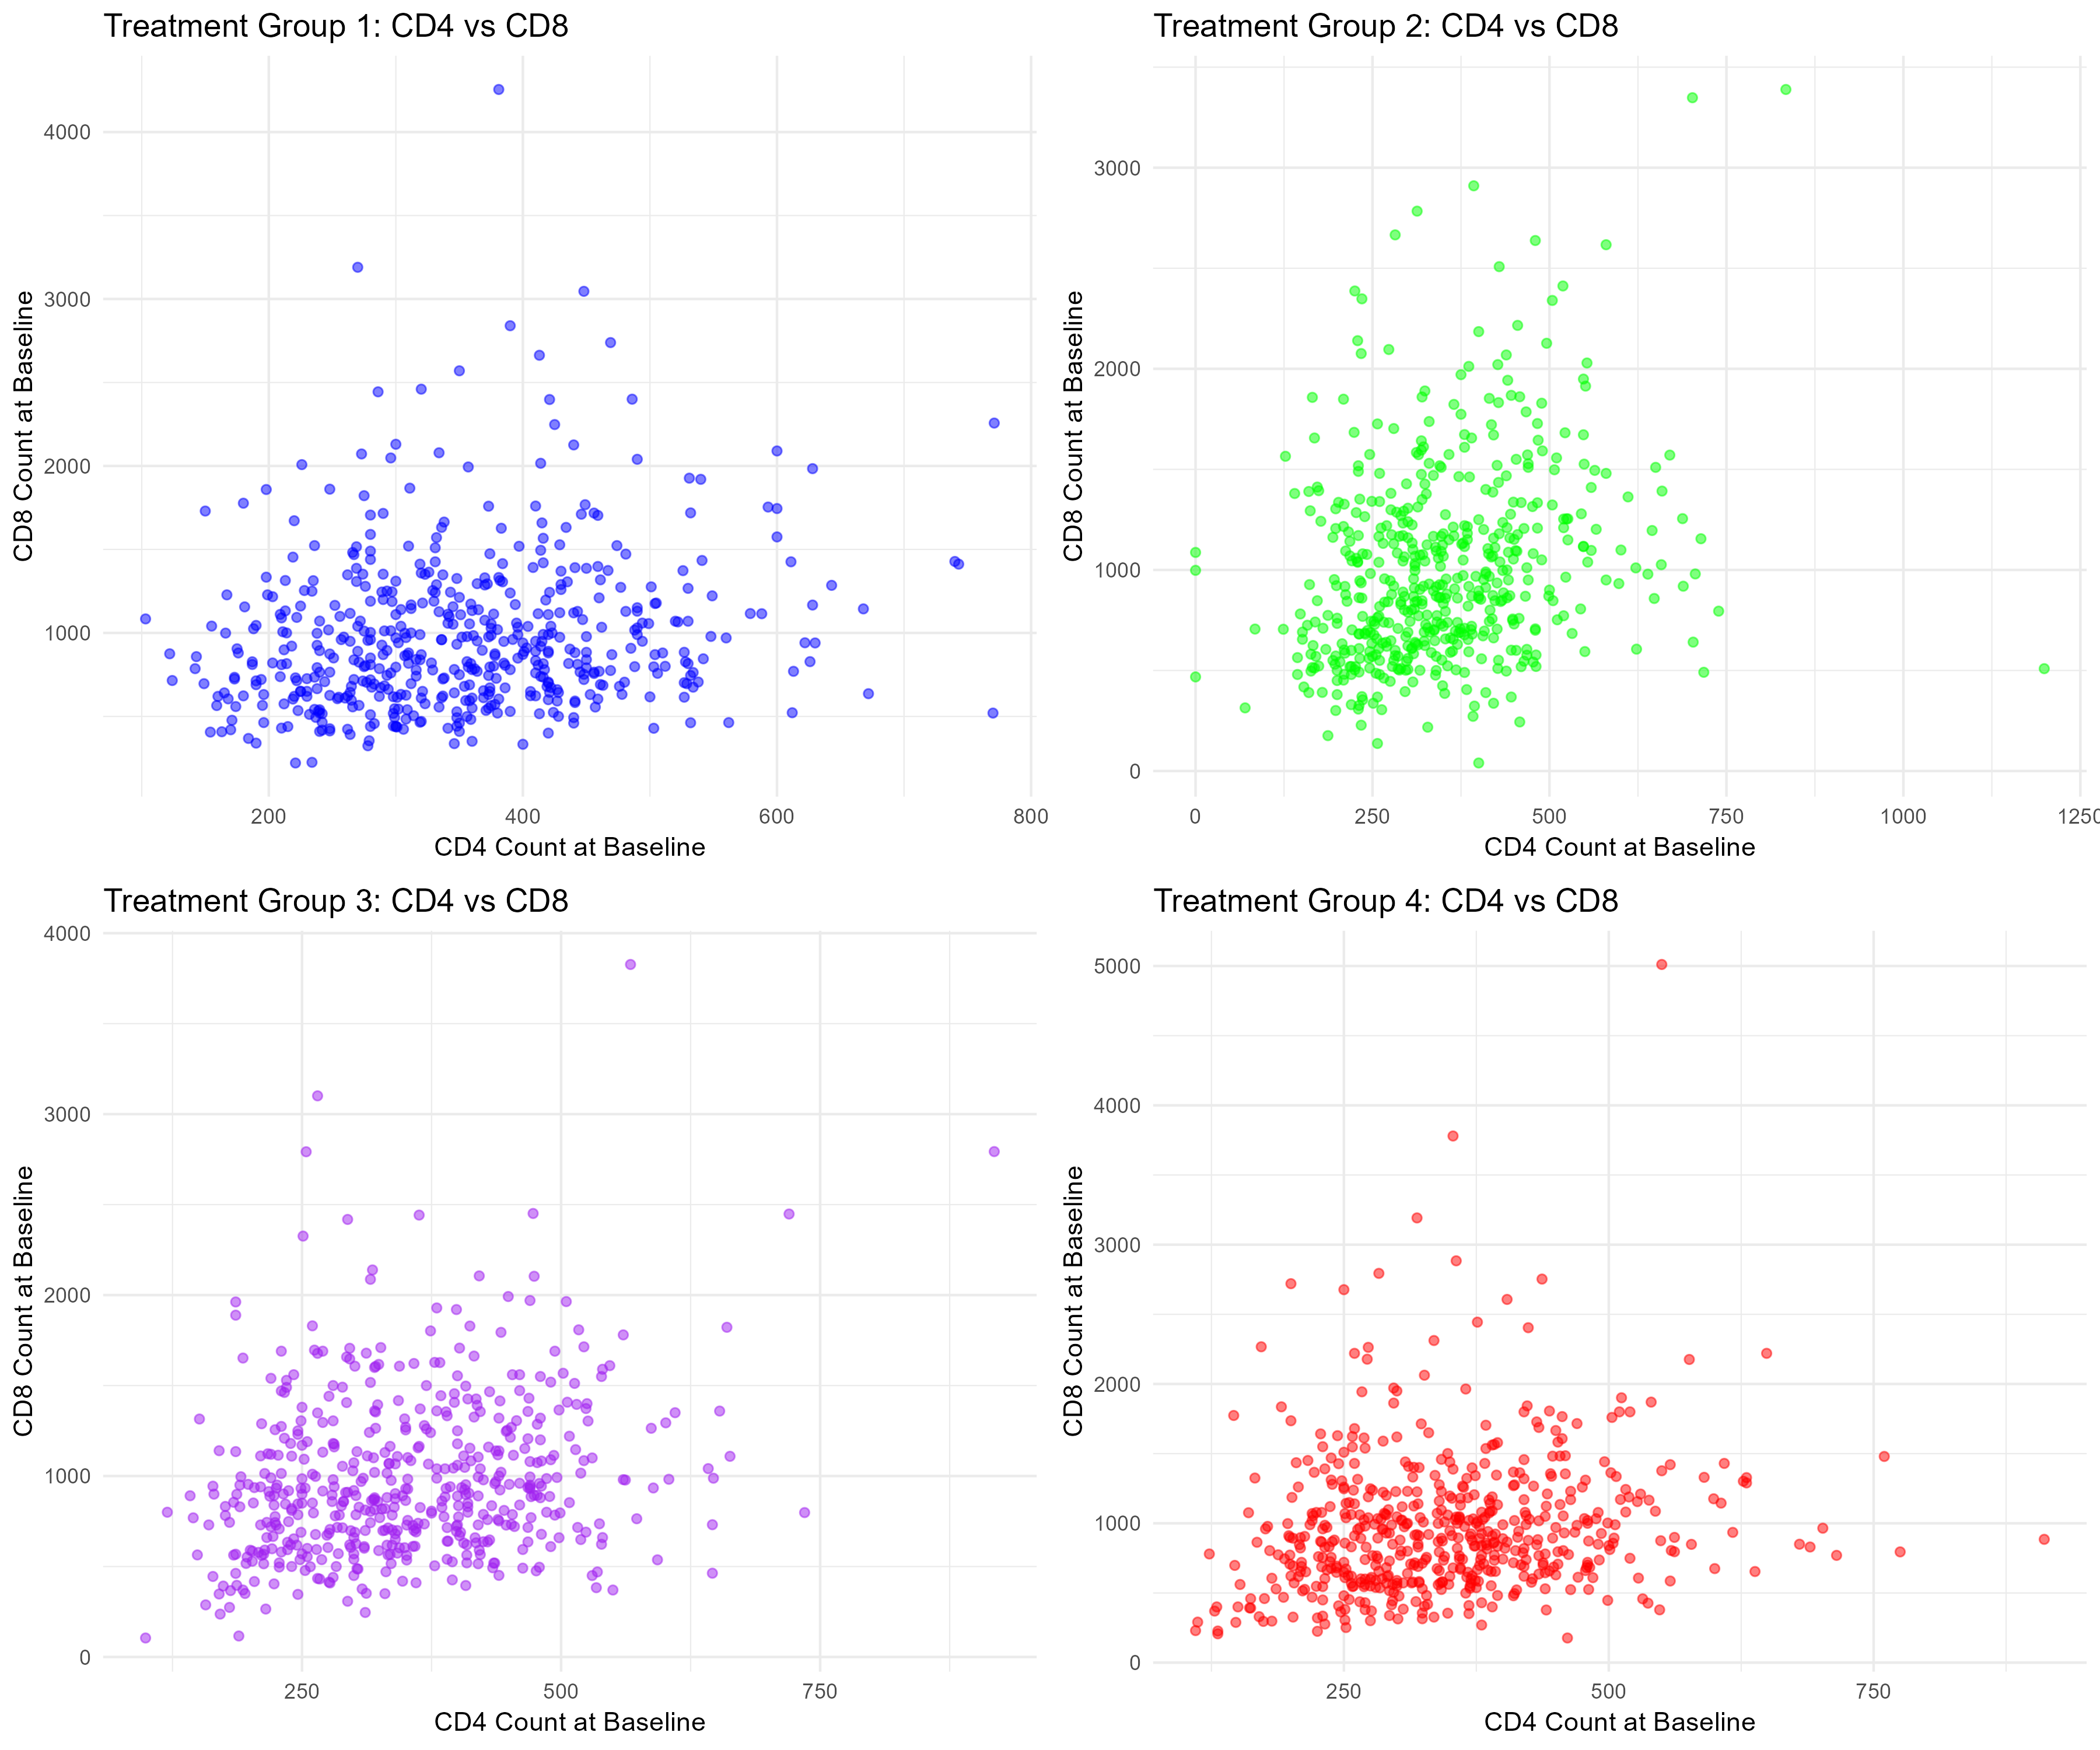 Treatment Group 1: CD4 vs CD8
CD8 Count at Baseline
4000
3000
2000
1000
200 400 600 800
CD4 Count at Baseline
Treatment Group 2: CD4 vs CD8
CD8 Count at Baseline
3000
2000
1000
0
0 250 500 750 1000 1250
CD4 Count at Baseline
Treatment Group 3: CD4 vs CD8
CD8 Count at Baseline
4000
3000
2000
1000
0
250 500 750
CD4 Count at Baseline
Treatment Group 4: CD4 vs CD8
CD8 Count at Baseline
5000
4000
3000
2000
1000
0
250 500 750
CD4 Count at Baseline